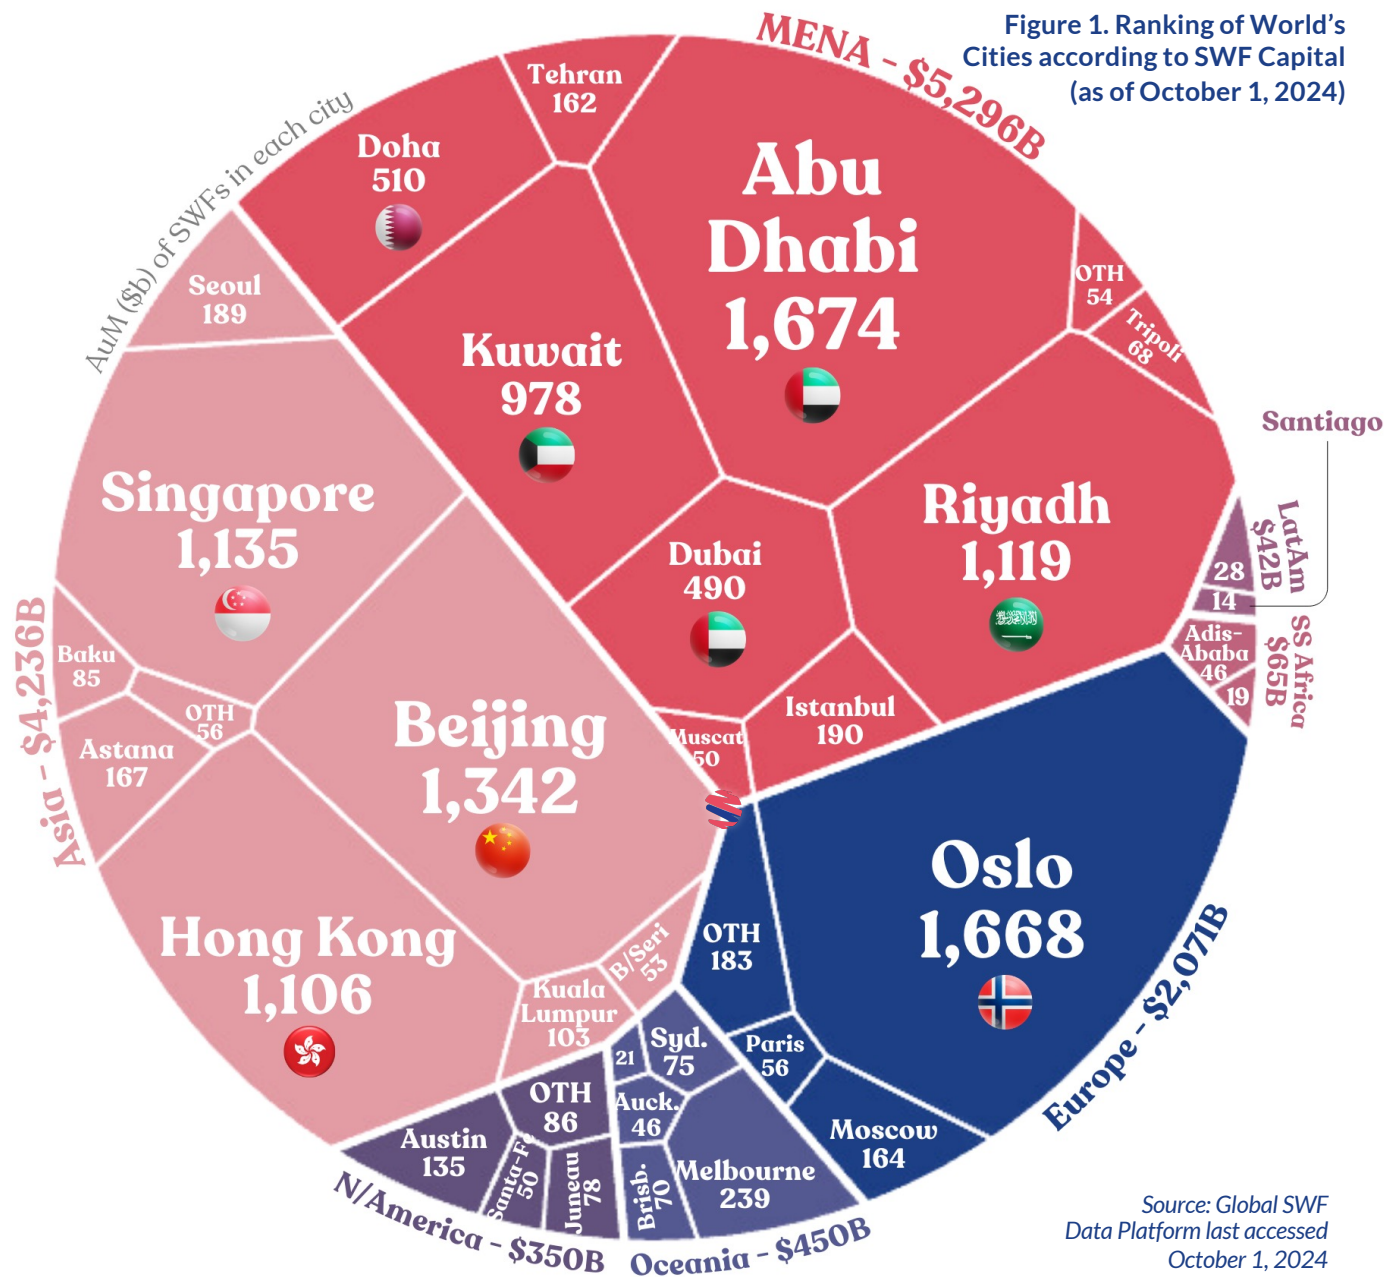 Figure 1. Ranking of World's
Cities according to SWF Capital
(as of October 1, 2024)
AuM ($b) of SWFs in each city
MENA - $5,296B
Tehran
162
Doha
510
Abu
Dhabi
1,674
OTH
54
Tripoli
68
Kuwait
978
Riyadh
1,119
Dubai
490
Istanbul
190
Muscat
50
Asia - $4,236B
Seoul
189
Singapore
1,135
Baku
85
OTH
56
Astana
167
Beijing
1,342
Hong Kong
1,106
Kuala
Lumpur
103
B/Seri
53
Santiago
LatAm
$42B
28
14
SS Africa
$65B
Adis-
Ababa
46
19
Europe - $2,071B
Oslo
1,668
OTH
183
Paris
56
Moscow
164
N/America - $350B
Austin
135
OTH
86
Santa-Fe
50
Juneau
78
Oceania - $450B
21
Syd.
75
Auck.
46
Brisb.
70
Melbourne
239
Source: Global SWF
Data Platform last accessed
October 1, 2024